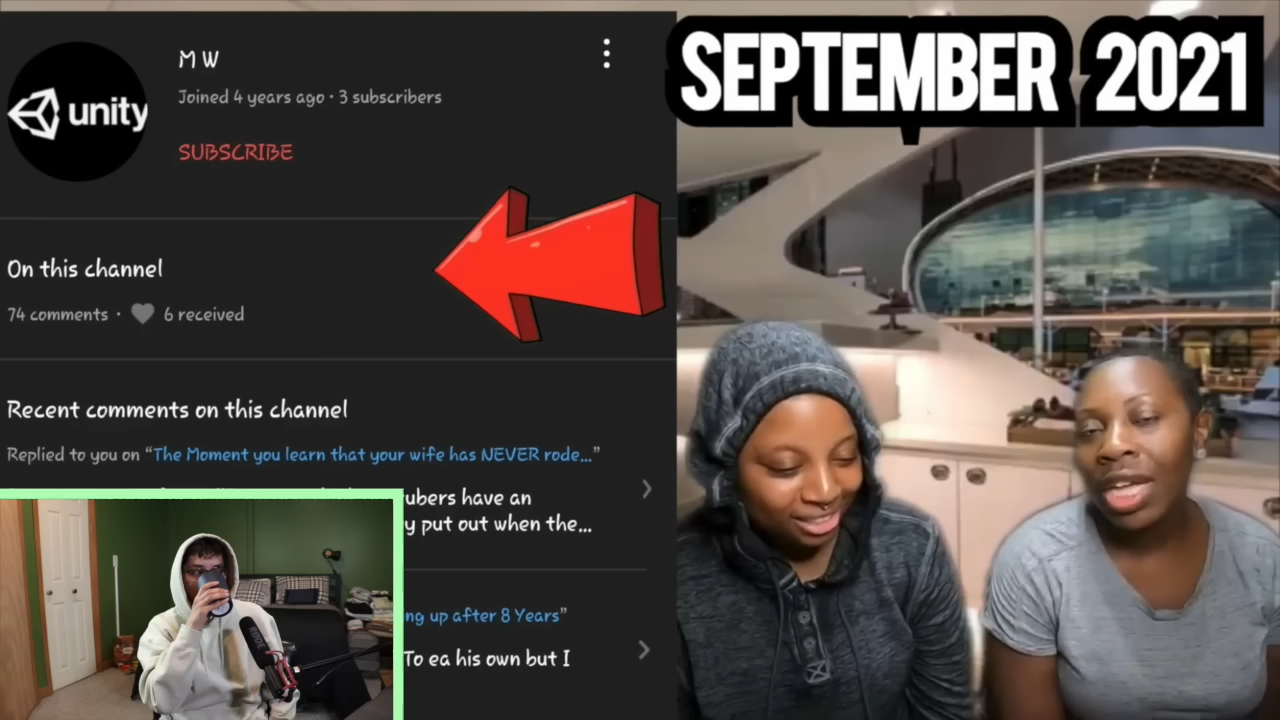 SEPTEMBER 2021
unity
M W
Joined 4 years ago · 3 subscribers
SUBSCRIBE
On this channel
74 comments · 6 received
Recent comments on this channel
Replied to you on “The Moment you learn that your wife has NEVER rode...”
ubers have an
y put out when the...
ng up after 8 Years”
To ea his own but I
RODE